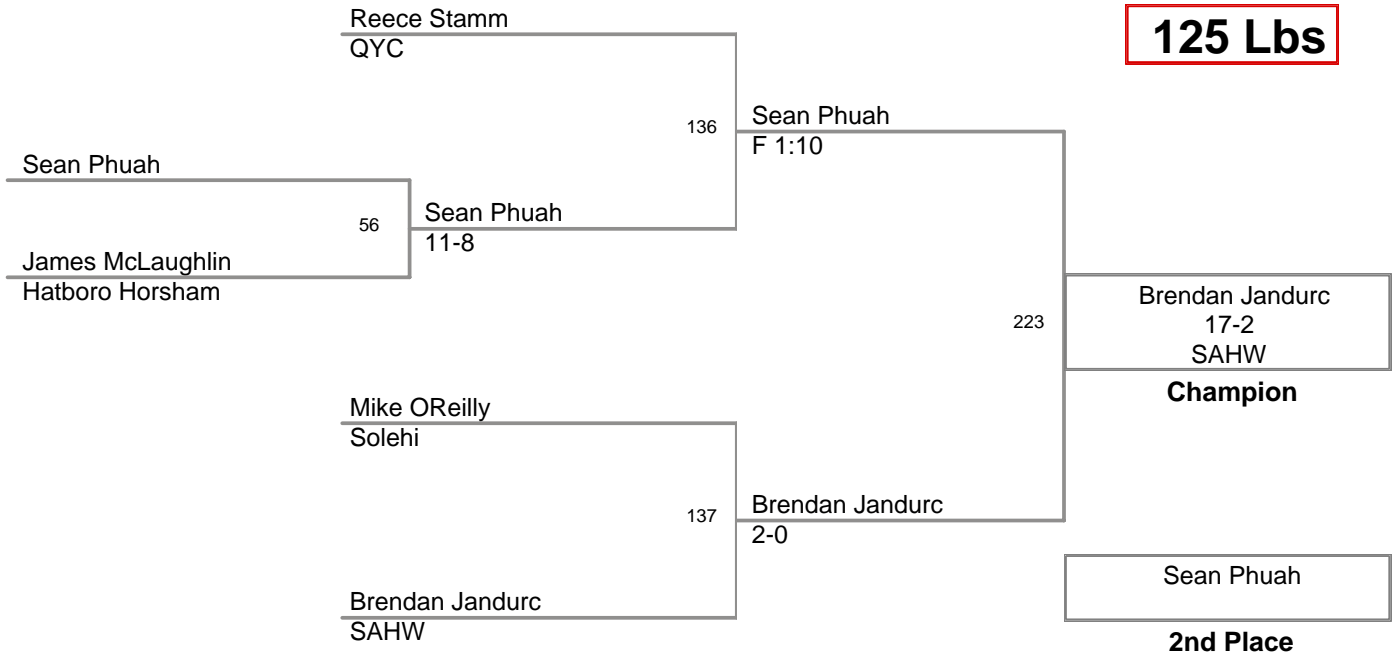 Reece Stamm
QYC
125 Lbs
136
Sean Phuah
F 1:10
Sean Phuah
56
Sean Phuah
11-8
James McLaughlin
Hatboro Horsham
223
Brendan Jandurc
17-2
SAHW
Champion
Mike OReilly
Solehi
137
Brendan Jandurc
2-0
Brendan Jandurc
SAHW
Sean Phuah
2nd Place